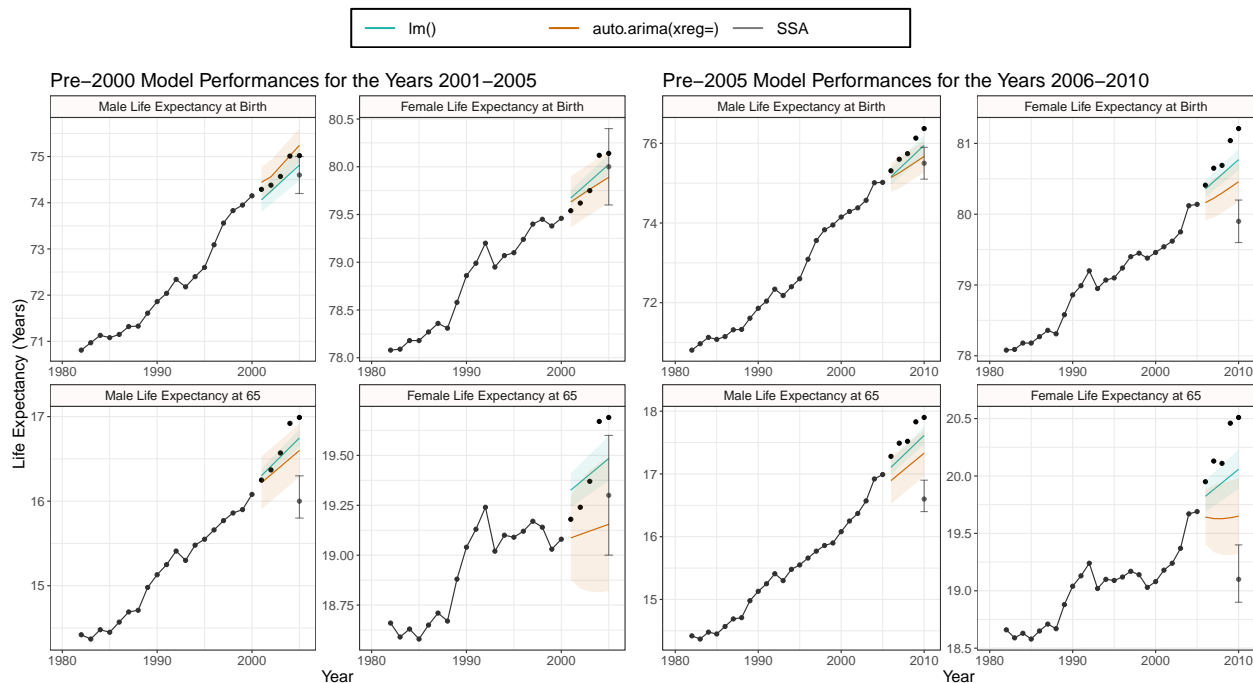 lm() auto.arima(xreg=) SSA
Pre−2000 Model Performances for the Years 2001−2005
Pre−2005 Model Performances for the Years 2006−2010
Life Expectancy (Years)
Male Life Expectancy at Birth
75
74
73
72
71
1980 1990 2000
Female Life Expectancy at Birth
80.5
80.0
79.5
79.0
78.5
78.0
1980 1990 2000
Male Life Expectancy at 65
17
16
15
1980 1990 2000
Female Life Expectancy at 65
19.50
19.25
19.00
18.75
1980 1990 2000
Year
Male Life Expectancy at Birth
76
74
72
1980 1990 2000 2010
Female Life Expectancy at Birth
81
80
79
78
1980 1990 2000 2010
Male Life Expectancy at 65
18
17
16
15
1980 1990 2000 2010
Female Life Expectancy at 65
20.5
20.0
19.5
19.0
18.5
1980 1990 2000 2010
Year